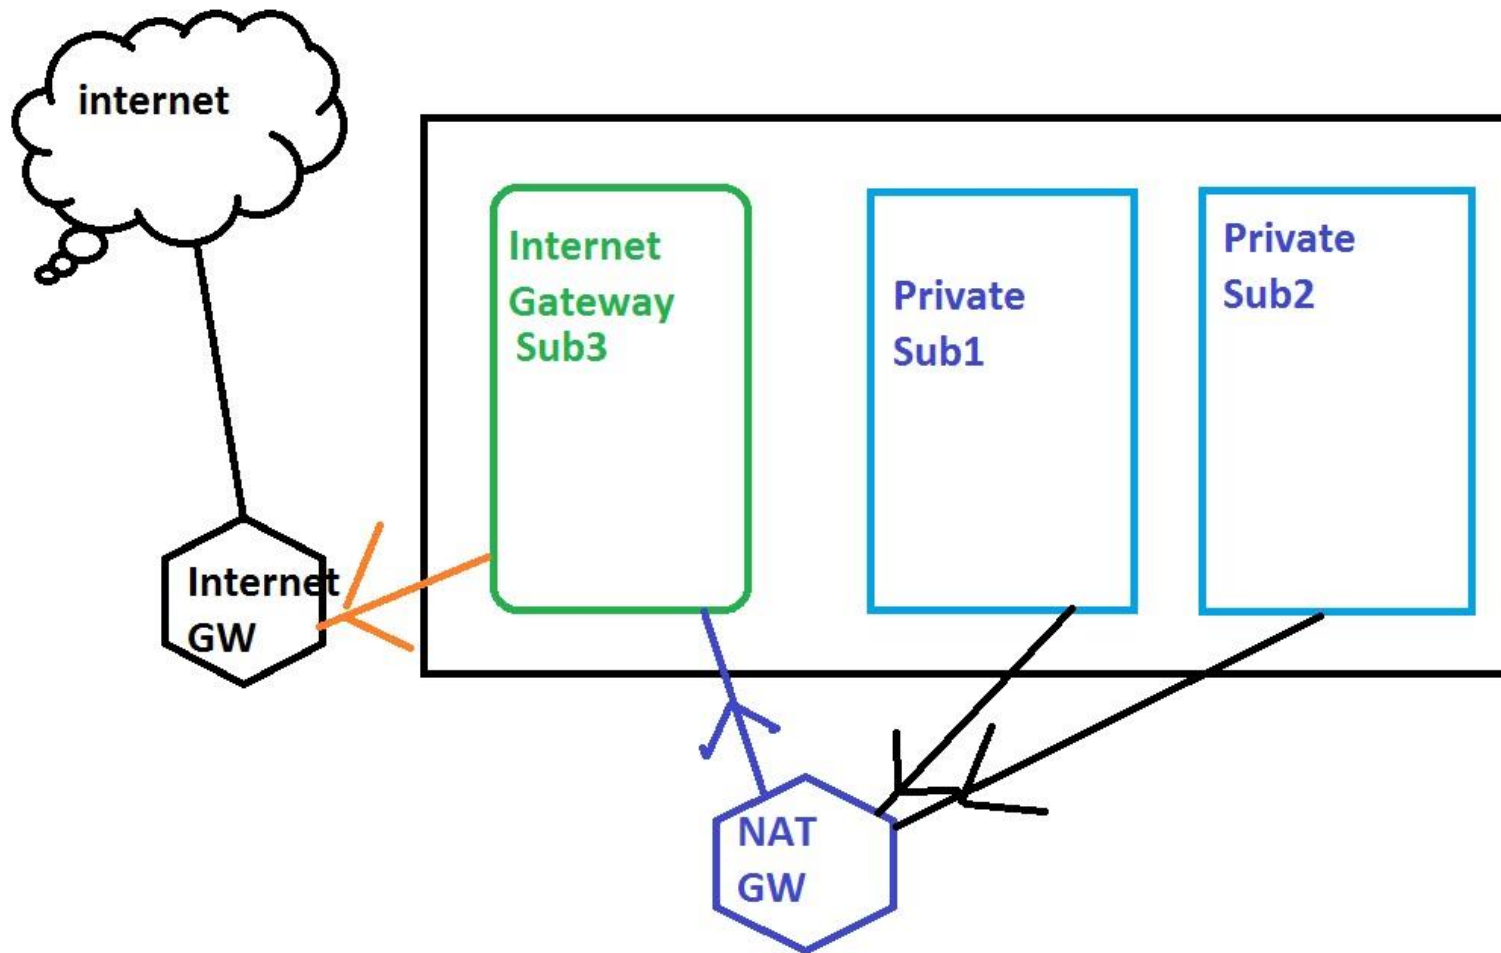 internet
Internet
Gateway
Sub3
Private
Sub1
Private
Sub2
Internet
GW
NAT
GW